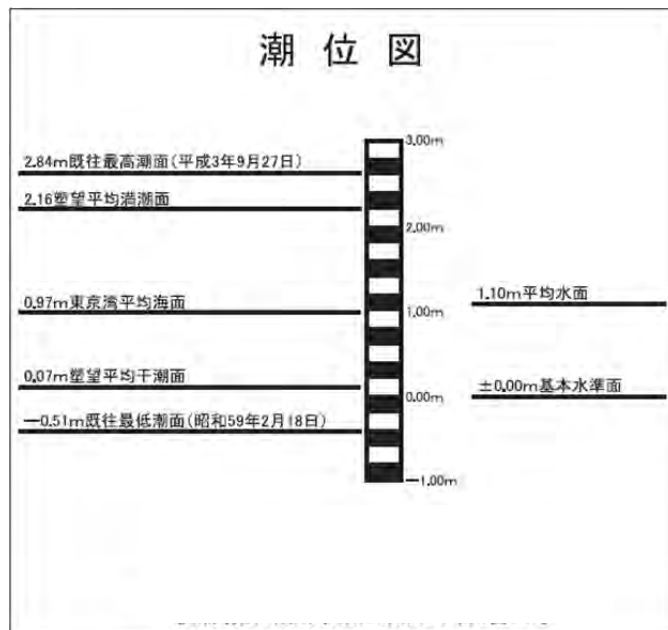 潮位図
3.00m
2.84m既往最高潮面(平成3年9月27日)
2.16塑望平均満潮面
2.00m
1.10m平均水面
0.97m東京湾平均海面
1.00m
0.07m塑望平均干潮面
±0.00m基本水準面
0.00m
—0.51m既往最低潮面(昭和59年2月18日)
—1.00m